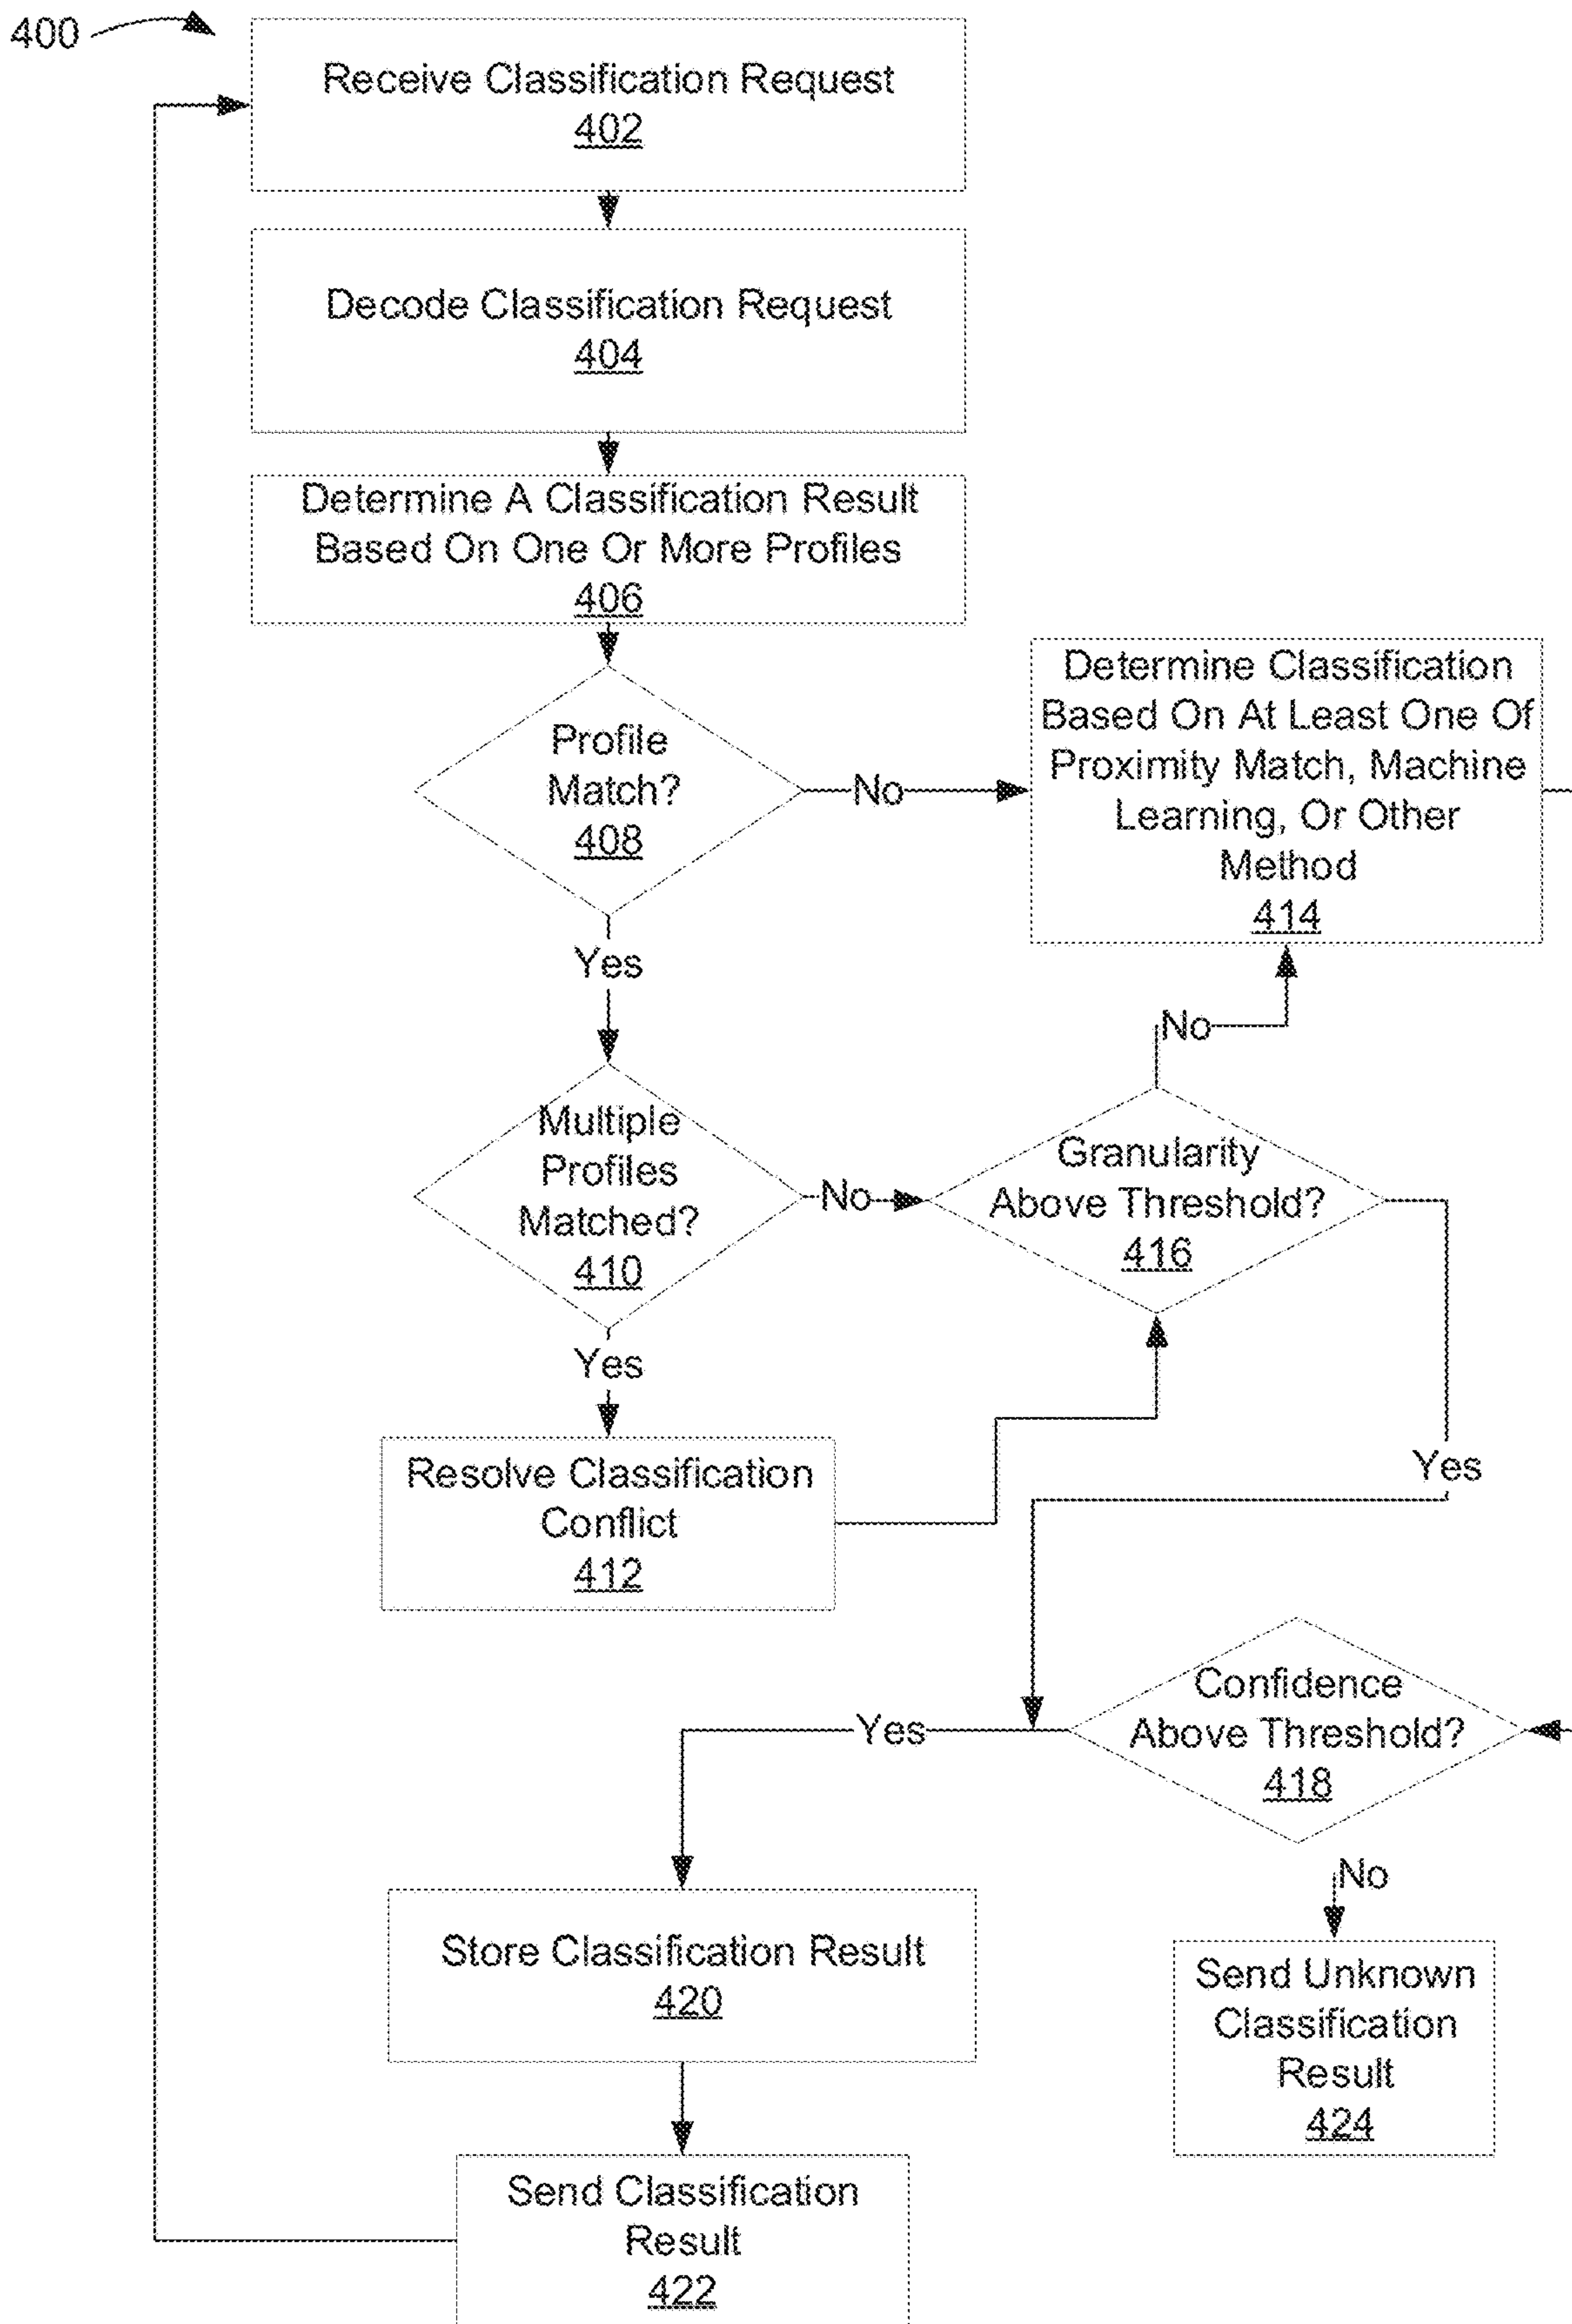 400
Receive Classification Request
402
Decode Classification Request
404
Determine A Classification Result
Based On One Or More Profiles
406
Profile
Match?
408
No
Determine Classification
Based On At Least One Of
Proximity Match, Machine
Learning, Or Other
Method
414
Yes
No
Multiple
Profiles
Matched?
410
No
Granularity
Above Threshold?
416
Yes
Resolve Classification
Conflict
412
Yes
Confidence
Above Threshold?
418
Yes
No
Store Classification Result
420
Send Unknown
Classification
Result
424
Send Classification
Result
422